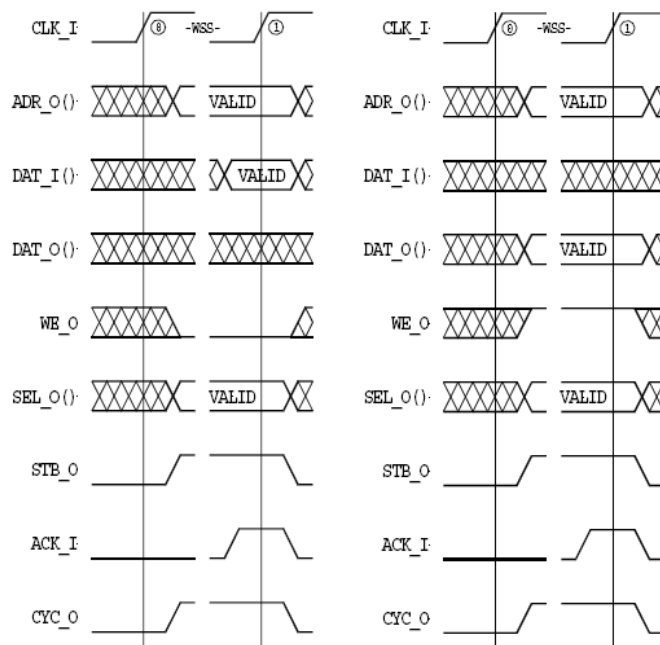 CLK_I 0 -WSS- 1 CLK_I 0 -WSS- 1
ADR_O() VALID ADR_O() VALID
DAT_I() VALID DAT_I()
DAT_O() DAT_O() VALID
WE_O WE_O
SEL_O() VALID SEL_O() VALID
STB_O STB_O
ACK_I ACK_I
CYC_O CYC_O